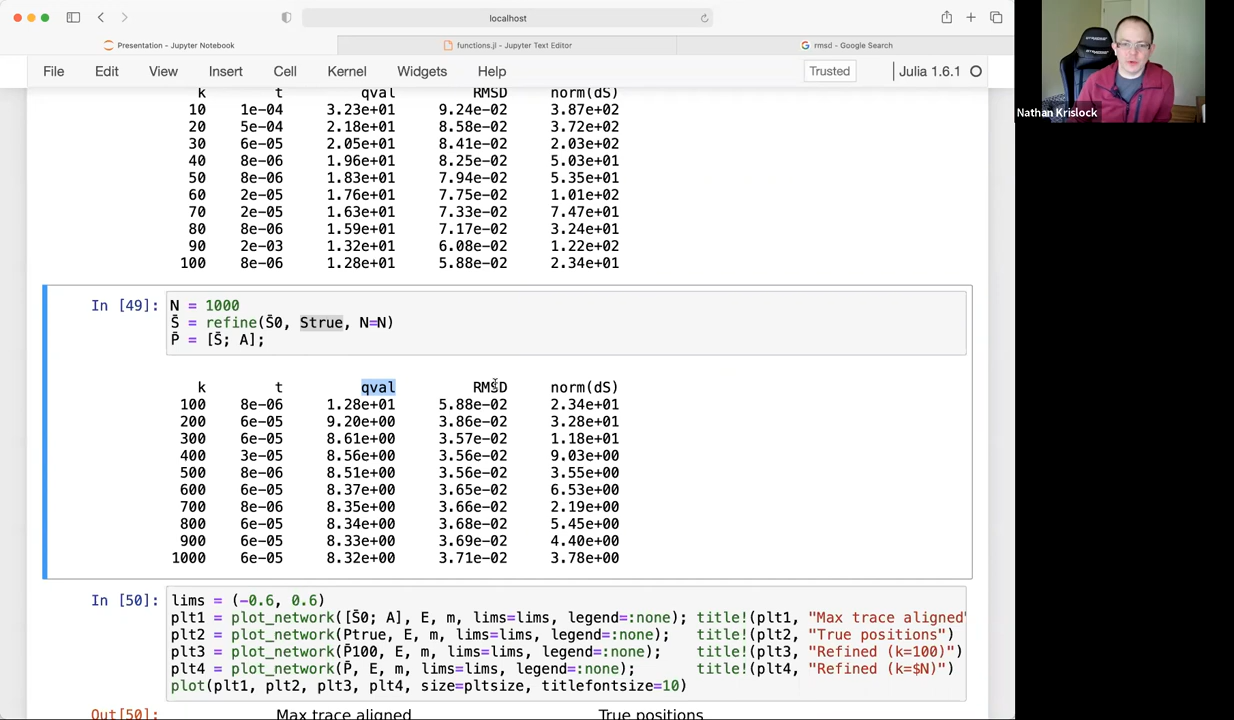 localhost
Presentation - Jupyter Notebook
functions.jl - Jupyter Text Editor
rmsd - Google Search
File Edit View Insert Cell Kernel Widgets Help
Trusted
Julia 1.6.1
Nathan Krislock
k t qval RMSD norm(dS)
10 1e-04 3.23e+01 9.24e-02 3.87e+02
20 5e-04 2.18e+01 8.58e-02 3.72e+02
30 6e-05 2.05e+01 8.41e-02 2.03e+02
40 8e-06 1.96e+01 8.25e-02 5.03e+01
50 8e-06 1.83e+01 7.94e-02 5.35e+01
60 2e-05 1.76e+01 7.75e-02 1.01e+02
70 2e-05 1.63e+01 7.33e-02 7.47e+01
80 8e-06 1.59e+01 7.17e-02 3.24e+01
90 2e-03 1.32e+01 6.08e-02 1.22e+02
100 8e-06 1.28e+01 5.88e-02 2.34e+01
In [49]: N = 1000
S̄ = refine(S̄0, Strue, N=N)
P̄ = [S̄; A];
k t qval RMSD norm(dS)
100 8e-06 1.28e+01 5.88e-02 2.34e+01
200 6e-05 9.20e+00 3.86e-02 3.28e+01
300 6e-05 8.61e+00 3.57e-02 1.18e+01
400 3e-05 8.56e+00 3.56e-02 9.03e+00
500 8e-06 8.51e+00 3.56e-02 3.55e+00
600 6e-05 8.37e+00 3.65e-02 6.53e+00
700 8e-06 8.35e+00 3.66e-02 2.19e+00
800 6e-05 8.34e+00 3.68e-02 5.45e+00
900 6e-05 8.33e+00 3.69e-02 4.40e+00
1000 6e-05 8.32e+00 3.71e-02 3.78e+00
In [50]: lims = (-0.6, 0.6)
plt1 = plot_network([S̄0; A], E, m, lims=lims, legend=:none); title!(plt1, "Max trace aligned"
plt2 = plot_network(Ptrue, E, m, lims=lims, legend=:none); title!(plt2, "True positions")
plt3 = plot_network(P̄100, E, m, lims=lims, legend=:none); title!(plt3, "Refined (k=100)")
plt4 = plot_network(P̄, E, m, lims=lims, legend=:none); title!(plt4, "Refined (k=$N)")
plot(plt1, plt2, plt3, plt4, size=pltsize, titlefontsize=10)
Out[50]: Max trace aligned True positions